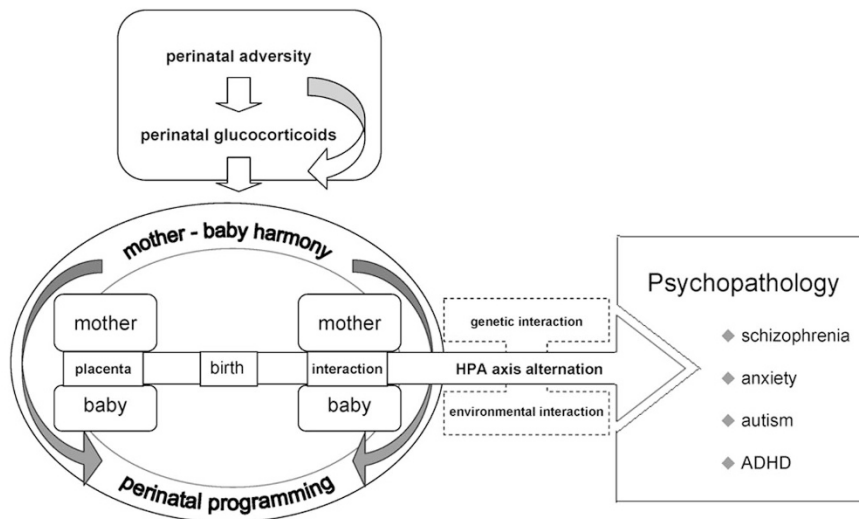 perinatal adversity
perinatal glucocorticoids
mother - baby harmony
mother
mother
placenta
birth
interaction
baby
baby
perinatal programming
genetic interaction
HPA axis alternation
environmental interaction
Psychopathology
schizophrenia
anxiety
autism
ADHD